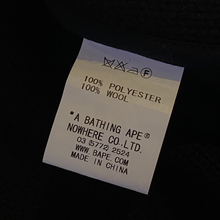 100% POLYESTER
100% WOOL
*A BATHING APE®
NOWHERE CO., LTD.
03 (5772) 2524
WWW.BAPE.COM
MADE IN CHINA